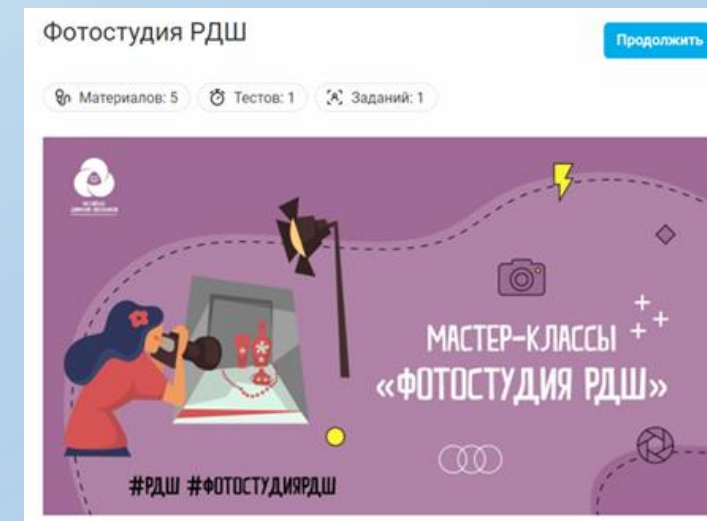 Фотостудия РДШ
Продолжить
Материалов: 5
Тестов: 1
Заданий: 1
МАСТЕР-КЛАССЫ
«ФОТОСТУДИЯ РДШ»
#РДШ #ФОТОСТУДИЯРДШ